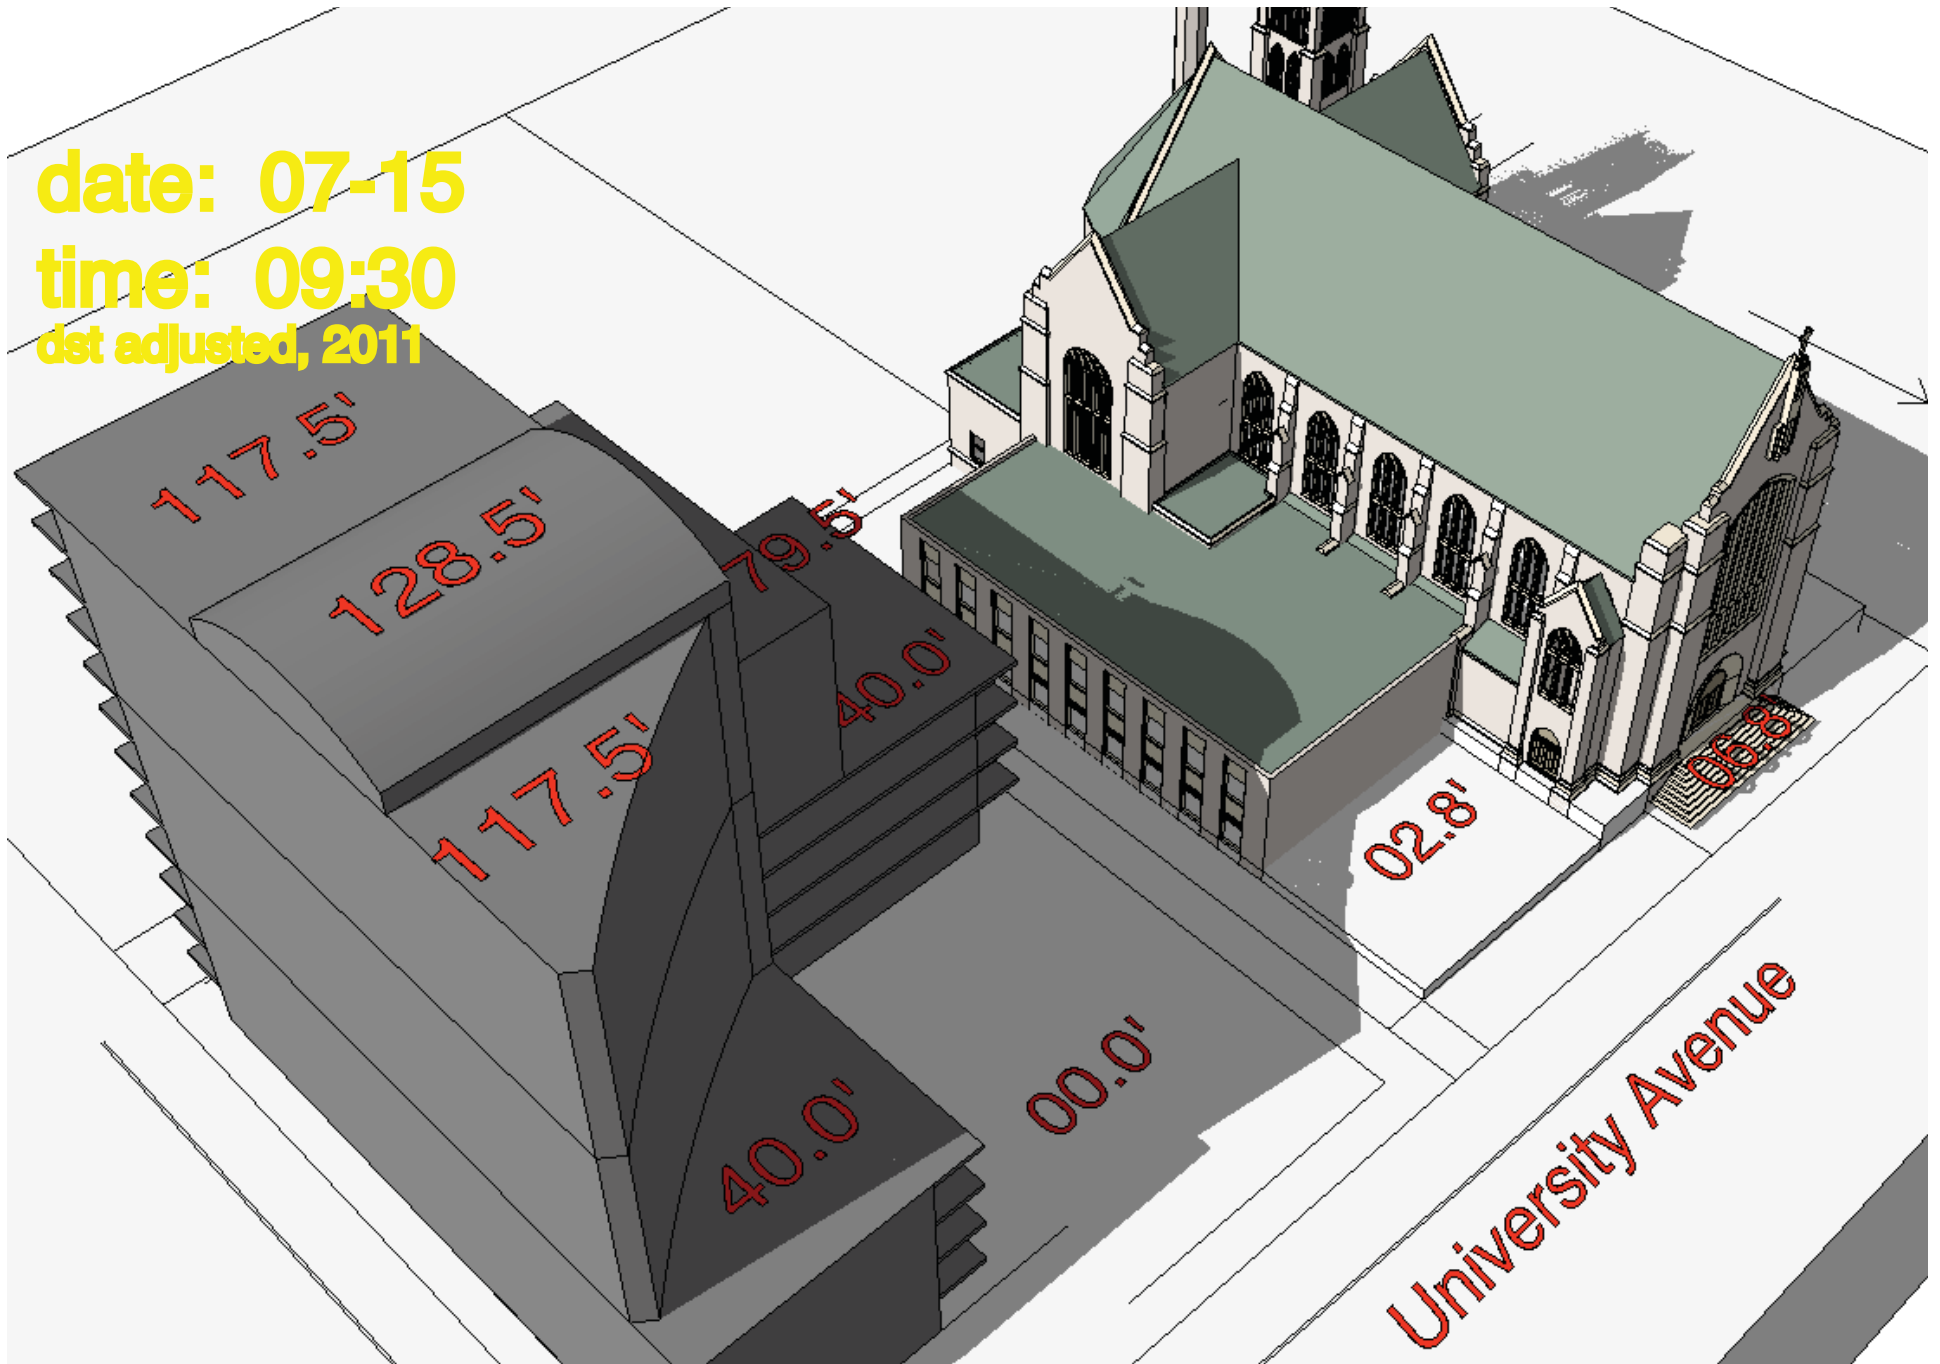 date: 07-15
time: 09:30
dst adjusted, 2011
117.5'
128.5'
79.5'
40.0'
117.5'
06.8'
02.8'
00.0'
40.0'
University Avenue